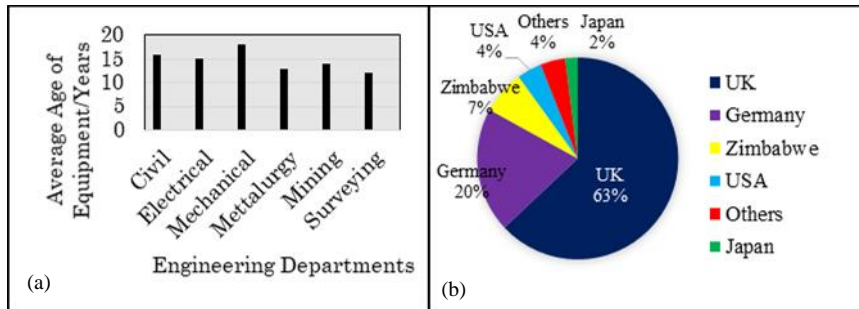 Average Age of
Equipment/Years
20
15
10
5
0
Civil
Electrical
Mechanical
Mettalurgy
Mining
Surveying
Engineering Departments
(a)
USA
4%
Others
4%
Japan
2%
Zimbabwe
7%
Germany
20%
UK
63%
UK
Germany
Zimbabwe
USA
Others
Japan
(b)